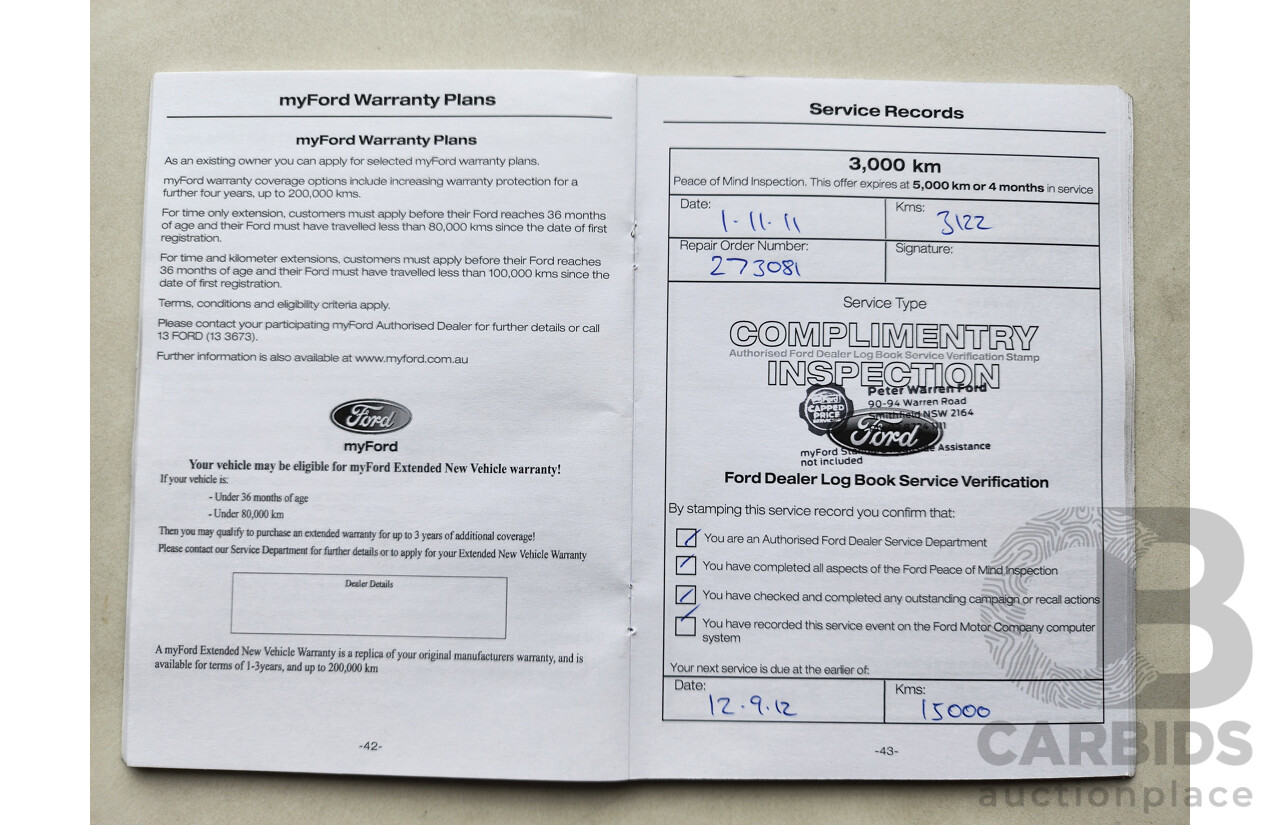 myFord Warranty Plans
myFord Warranty Plans
As an existing owner you can apply for selected myFord warranty plans.
myFord warranty coverage options include increasing warranty protection for a
further four years, up to 200,000 kms.
For time only extension, customers must apply before their Ford reaches 36 months
of age and their Ford must have travelled less than 80,000 kms since the date of first
registration.
For time and kilometer extensions, customers must apply before their Ford reaches
36 months of age and their Ford must have travelled less than 100,000 kms since the
date of first registration.
Terms, conditions and eligibility criteria apply.
Please contact your participating myFord Authorised Dealer for further details or call
13 FORD (13 3673).
Further information is also available at www.myford.com.au
Ford
myFord
Your vehicle may be eligible for myFord Extended New Vehicle warranty!
If your vehicle is:
- Under 36 months of age
- Under 80,000 km
Then you may qualify to purchase an extended warranty for up to 3 years of additional coverage!
Please contact our Service Department for further details or to apply for your Extended New Vehicle Warranty
Dealer Details
A myFord Extended New Vehicle Warranty is a replica of your original manufacturers warranty, and is
available for terms of 1-3years, and up to 200,000 km
-42-
Service Records
3,000 km
Peace of Mind Inspection. This offer expires at 5,000 km or 4 months in service
Date: 1-11-11 Kms: 3122
Repair Order Number: 273081 Signature:
Service Type
COMPLIMENTRY
Authorised Ford Dealer Log Book Service Verification Stamp
INSPECTION
Peter Warren Ford
90-94 Warren Road
Smithfield NSW 2164
CAPPED
PRICE
Ford
Assistance
myFord
not included
Ford Dealer Log Book Service Verification
By stamping this service record you confirm that:
You are an Authorised Ford Dealer Service Department
You have completed all aspects of the Ford Peace of Mind Inspection
You have checked and completed any outstanding campaign or recall actions
You have recorded this service event on the Ford Motor Company computer
system
Your next service is due at the earlier of:
Date: 12.9.12 Kms: 15000
-43-
CARBIDS
auctionplace